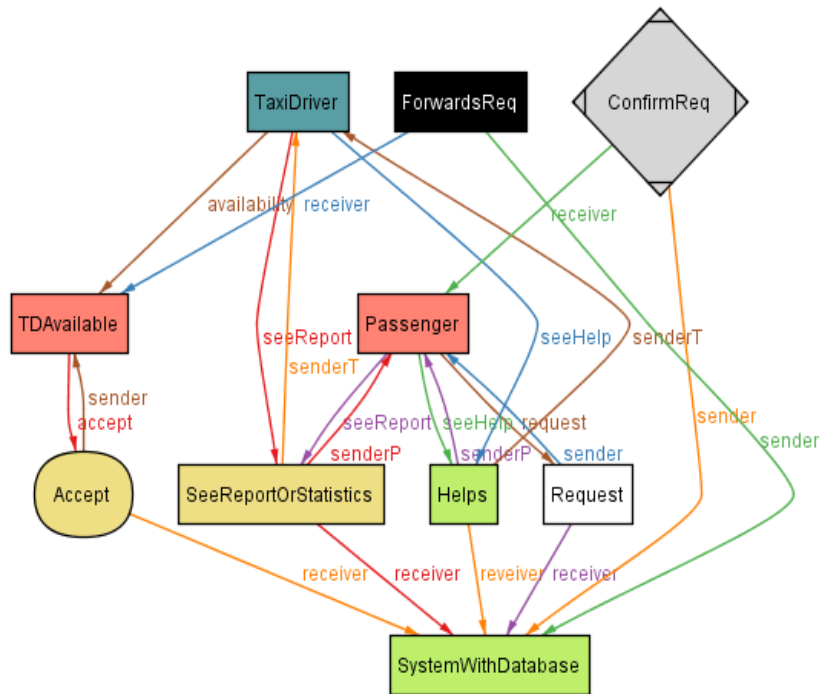 TaxiDriver
ForwardsReq
ConfirmReq
availability
receiver
receiver
TDAvailable
Passenger
seeReport
seeHelp
senderT
senderT
sender
accept
seeReport
seeHelp
request
sender
senderP
senderP
sender
sender
Accept
SeeReportOrStatistics
Helps
Request
receiver
receiver
reveiver
receiver
SystemWithDatabase